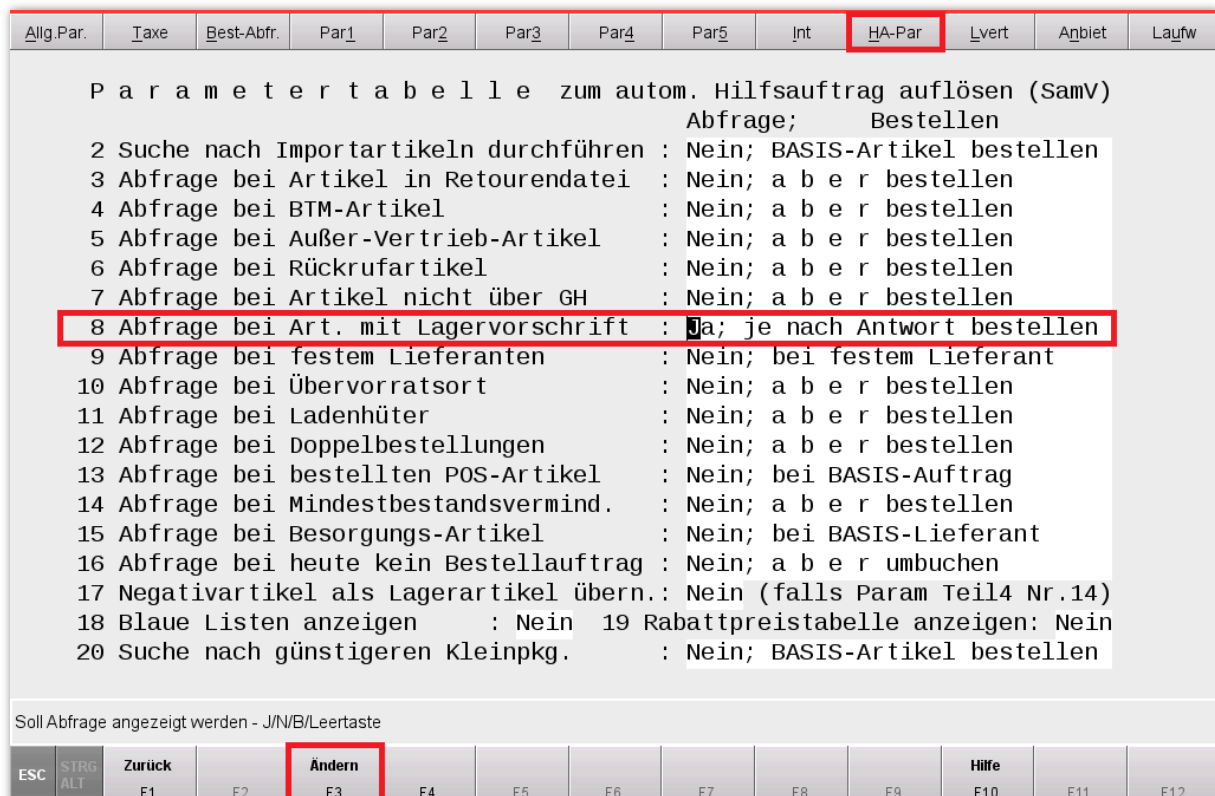 Allg.Par. Taxe Best-Abfr. Par1 Par2 Par3 Par4 Par5 Int HA-Par Lvert Anbiet Laufw
P a r a m e t e r t a b e l l e zum autom. Hilfsauftrag auflösen (SamV)
Abfrage; Bestellen
2 Suche nach Importartikeln durchführen : Nein; BASIS-Artikel bestellen
3 Abfrage bei Artikel in Retourendatei : Nein; a b e r bestellen
4 Abfrage bei BTM-Artikel : Nein; a b e r bestellen
5 Abfrage bei Außer-Vertrieb-Artikel : Nein; a b e r bestellen
6 Abfrage bei Rückrufartikel : Nein; a b e r bestellen
7 Abfrage bei Artikel nicht über GH : Nein; a b e r bestellen
8 Abfrage bei Art. mit Lagervorschrift : Ja; je nach Antwort bestellen
9 Abfrage bei festem Lieferanten : Nein; bei festem Lieferant
10 Abfrage bei Übervorratsort : Nein; a b e r bestellen
11 Abfrage bei Ladenhüter : Nein; a b e r bestellen
12 Abfrage bei Doppelbestellungen : Nein; a b e r bestellen
13 Abfrage bei bestellten POS-Artikel : Nein; bei BASIS-Auftrag
14 Abfrage bei Mindestbestandsvermind. : Nein; a b e r bestellen
15 Abfrage bei Besorgungs-Artikel : Nein; bei BASIS-Lieferant
16 Abfrage bei heute kein Bestellauftrag : Nein; a b e r umbuchen
17 Negativartikel als Lagerartikel übern.: Nein (falls Param Teil4 Nr.14)
18 Blaue Listen anzeigen : Nein 19 Rabattpreistabelle anzeigen: Nein
20 Suche nach günstigeren Kleinpkg. : Nein; BASIS-Artikel bestellen
Soll Abfrage angezeigt werden - J/N/B/Leertaste
ESC STRG ALT Zurück Ändern Hilfe
F1 F2 F3 F4 F5 F6 F7 F8 F9 F10 F11 F12